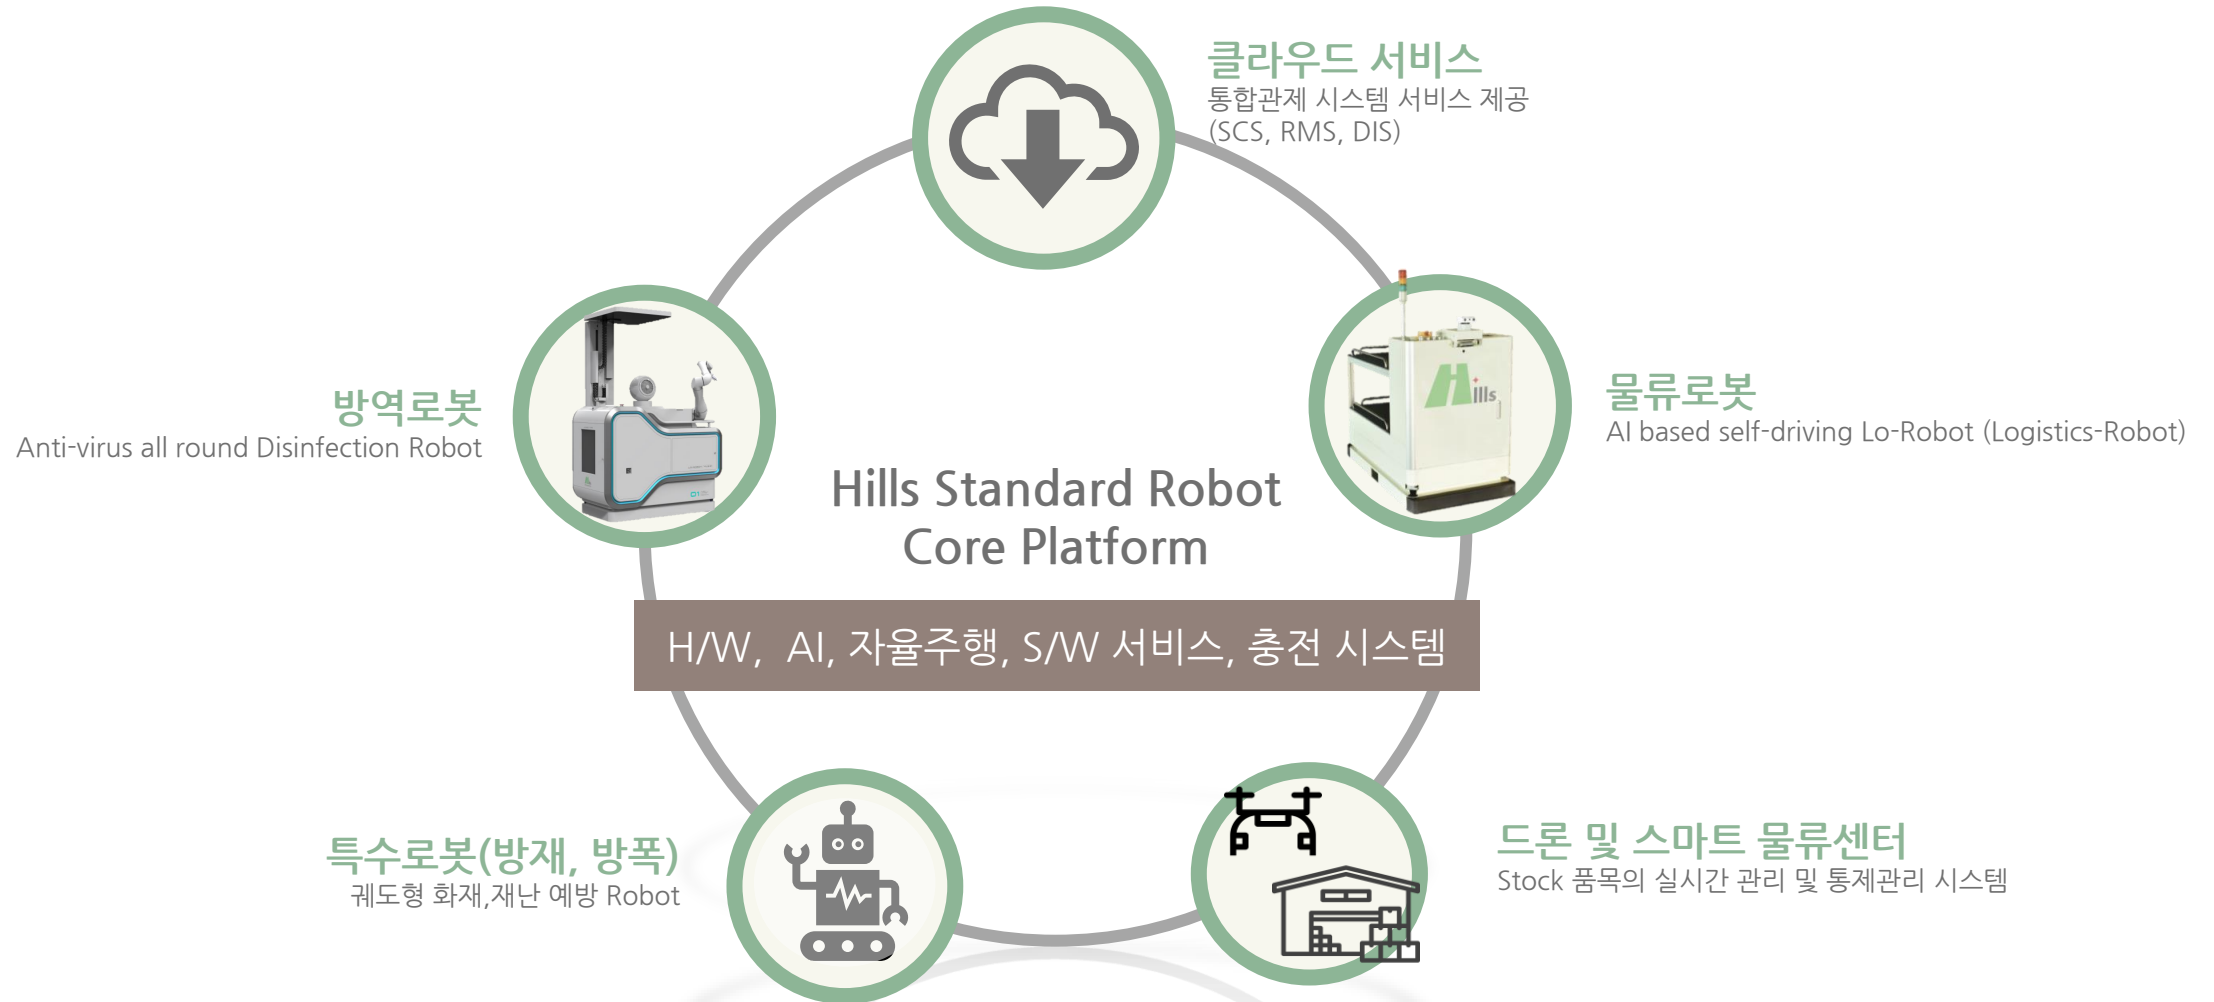 클라우드 서비스
통합관제 시스템 서비스 제공
(SCS, RMS, DIS)
방역로봇
Anti-virus all round Disinfection Robot
물류로봇
AI based self-driving Lo-Robot (Logistics-Robot)
Hills
Hills Standard Robot
Core Platform
H/W, AI, 자율주행, S/W 서비스, 충전 시스템
특수로봇(방재, 방폭)
궤도형 화재,재난 예방 Robot
드론 및 스마트 물류센터
Stock 품목의 실시간 관리 및 통제관리 시스템